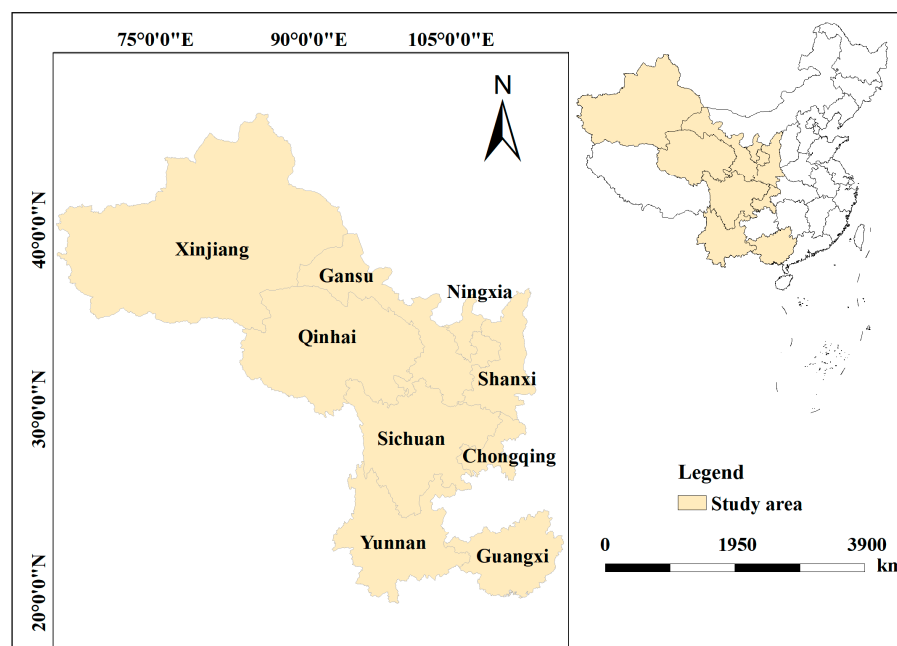 75°0'0"E
90°0'0"E
105°0'0"E
N
40°0'0"N
30°0'0"N
20°0'0"N
Xinjiang
Gansu
Ningxia
Qinhai
Shanxi
Sichuan
Chongqing
Yunnan
Guangxi
Legend
Study area
0 1950 3900
km